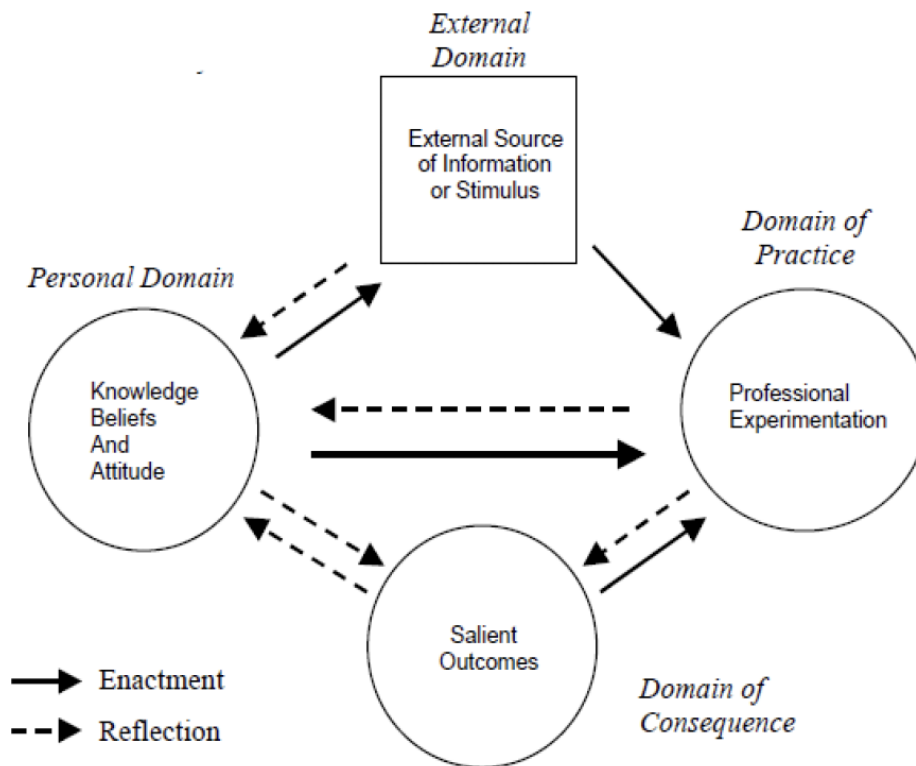 External
Domain
External Source
of Information
or Stimulus
Domain of
Practice
Personal Domain
Knowledge
Beliefs
And
Attitude
Professional
Experimentation
Salient
Outcomes
Enactment
Reflection
Domain of
Consequence